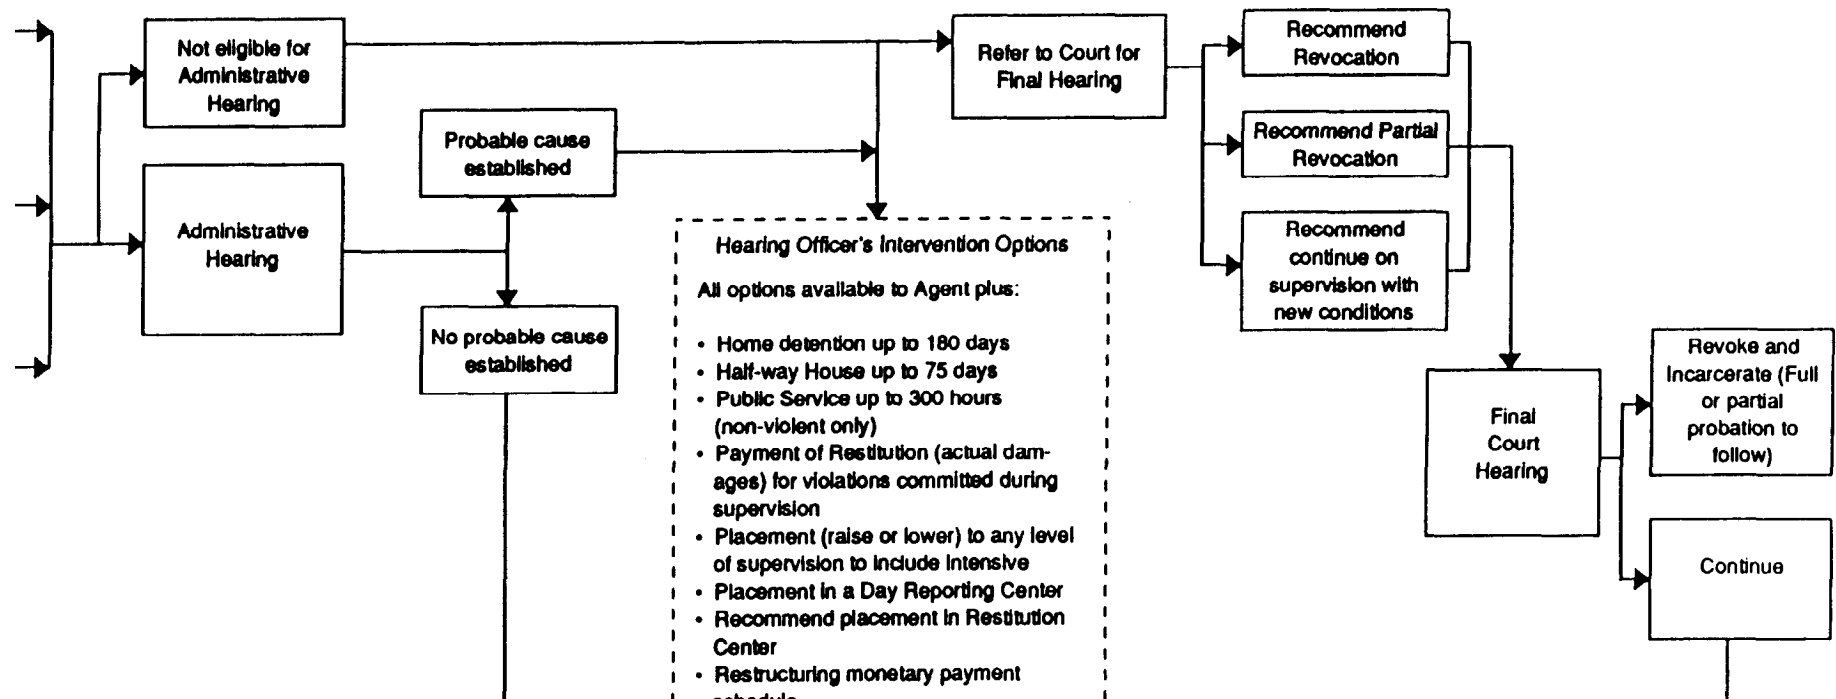 Not eligible for
Administrative
Hearing
Administrative
Hearing
Probable cause
established
No probable cause
established
Hearing Officer's Intervention Options
All options available to Agent plus:
• Home detention up to 180 days
• Half-way House up to 75 days
• Public Service up to 300 hours
(non-violent only)
• Payment of Restitution (actual dam-
ages) for violations committed during
supervision
• Placement (raise or lower) to any level
of supervision to include intensive
• Placement in a Day Reporting Center
• Recommend placement in Restitution
Center
• Restructuring monetary payment
Refer to Court for
Final Hearing
Recommend
Revocation
Recommend Partial
Revocation
Recommend
continue on
supervision with
new conditions
Final
Court
Hearing
Revoke and
Incarcerate (Full
or partial
probation to
follow)
Continue